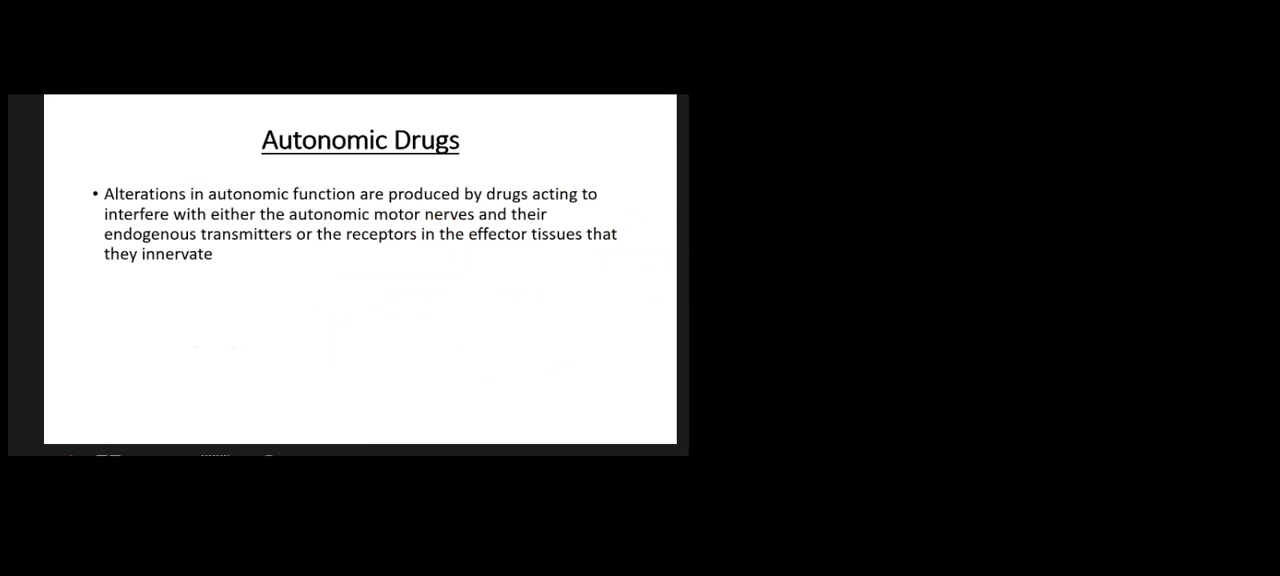 Autonomic Drugs
• Alterations in autonomic function are produced by drugs acting to
interfere with either the autonomic motor nerves and their
endogenous transmitters or the receptors in the effector tissues that
they innervate